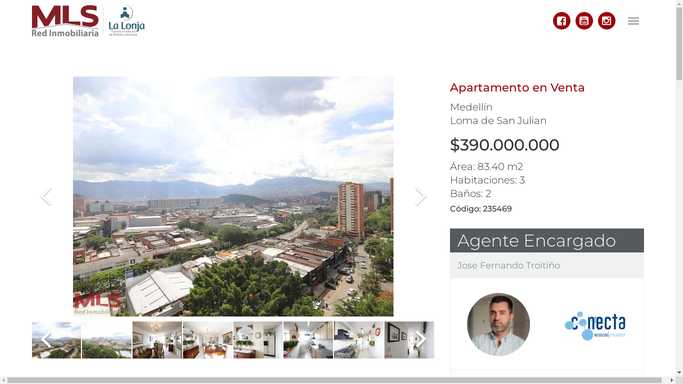 MLS
Red Inmobiliaria
La Lonja
Apartamento en Venta
Medellín
Loma de San Julian
$390.000.000
Área: 83.40 m2
Habitaciones: 3
Baños: 2
Código: 235469
Agente Encargado
Jose Fernando Troitiño
MLS
Red Inmobil
conecta